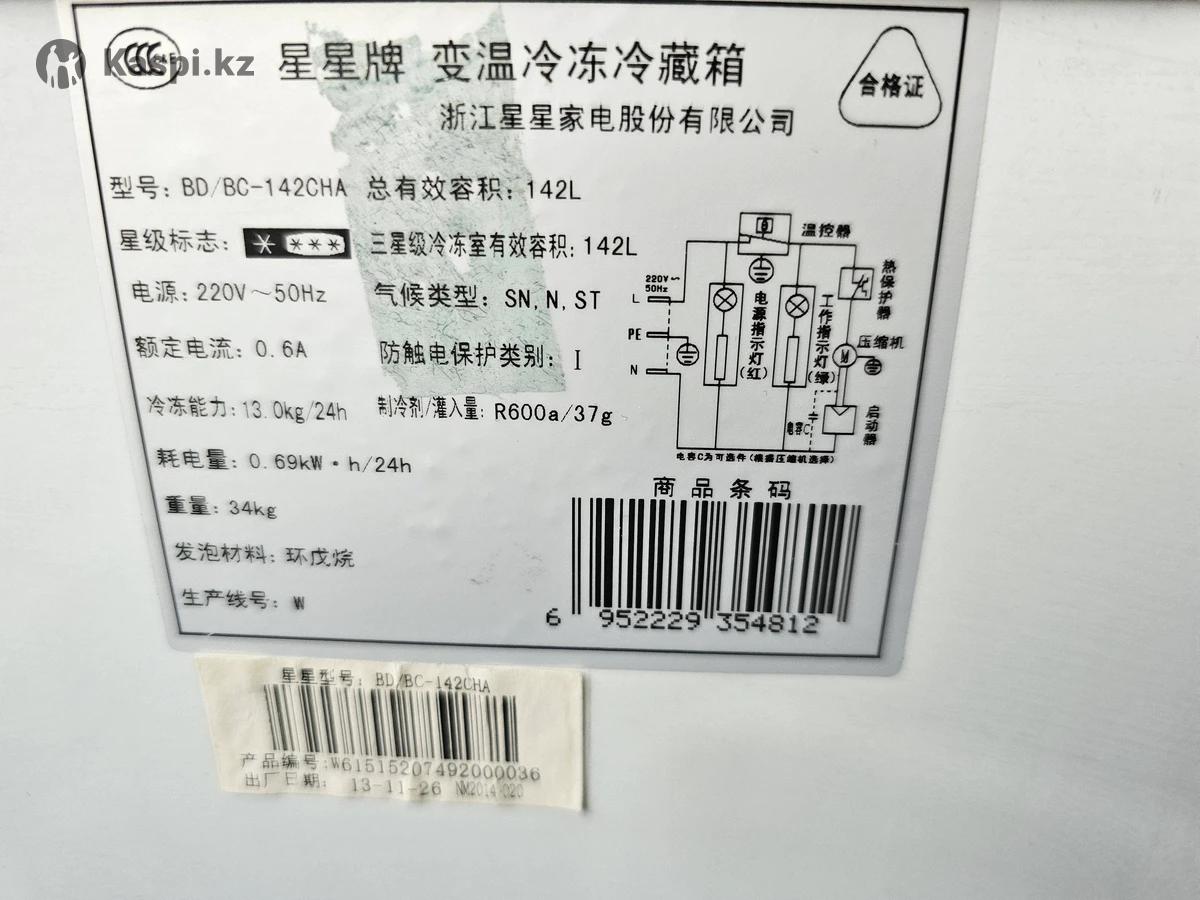 Kaspi.kz
星星牌 变温冷冻冷藏箱
合格证
浙江星星家电股份有限公司
型号: BD/BC-142CHA 总有效容积: 142L
星级标志: * *** 三星级冷冻室有效容积: 142L
电源: 220V～50Hz 气候类型: SN, N, ST
额定电流: 0.6A 防触电保护类别: I
冷冻能力: 13.0kg/24h 制冷剂/灌入量: R600a/37g
耗电量: 0.69kW·h/24h
重量: 34kg
发泡材料: 环戊烷
生产线号: W
温控器
220V～
50Hz
L
PE
N
电源指示灯(红)
工作指示灯(绿)
热保护器
压缩机
M
启动器
电容C
电容C为可选件(根据压缩机选择)
商品条码
6 952229 354812
星星型号: BD/BC-142CHA
产品编号: W61515207492000036
出厂日期: 13-11-26 NM2014-020